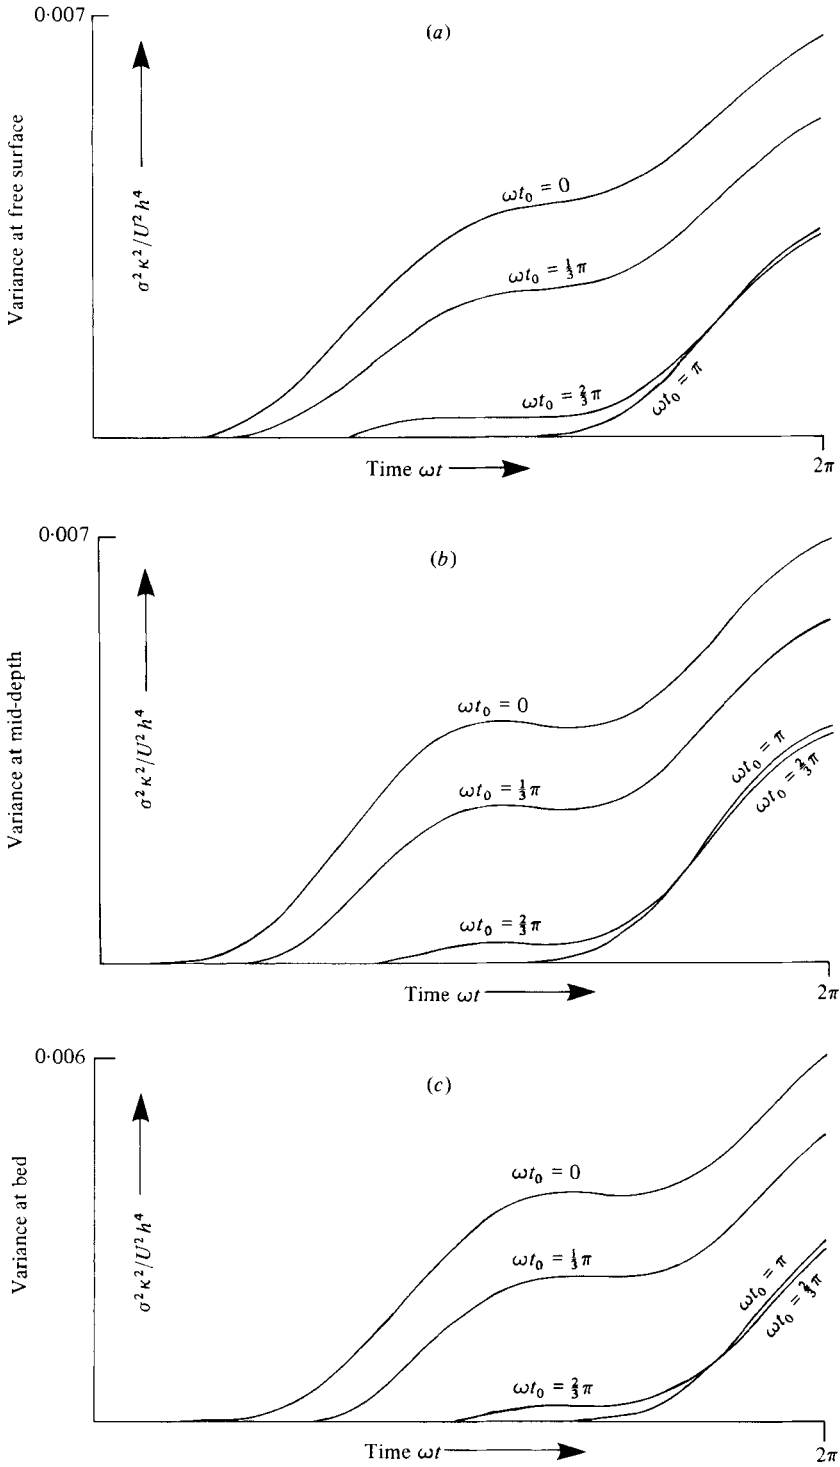 0·007
(a)
Variance at free surface
σ²κ²/U²h⁴
ωt₀ = 0
ωt₀ = ⅓π
ωt₀ = ⅔π
ωt₀ = π
Time ωt
2π
0·007
(b)
Variance at mid-depth
σ²κ²/U²h⁴
ωt₀ = 0
ωt₀ = ⅓π
ωt₀ = ⅔π
ωt₀ = π
ωt₀ = ⅔π
Time ωt
2π
0·006
(c)
Variance at bed
σ²κ²/U²h⁴
ωt₀ = 0
ωt₀ = ⅓π
ωt₀ = ⅔π
ωt₀ = π
ωt₀ = ⅔π
Time ωt
2π